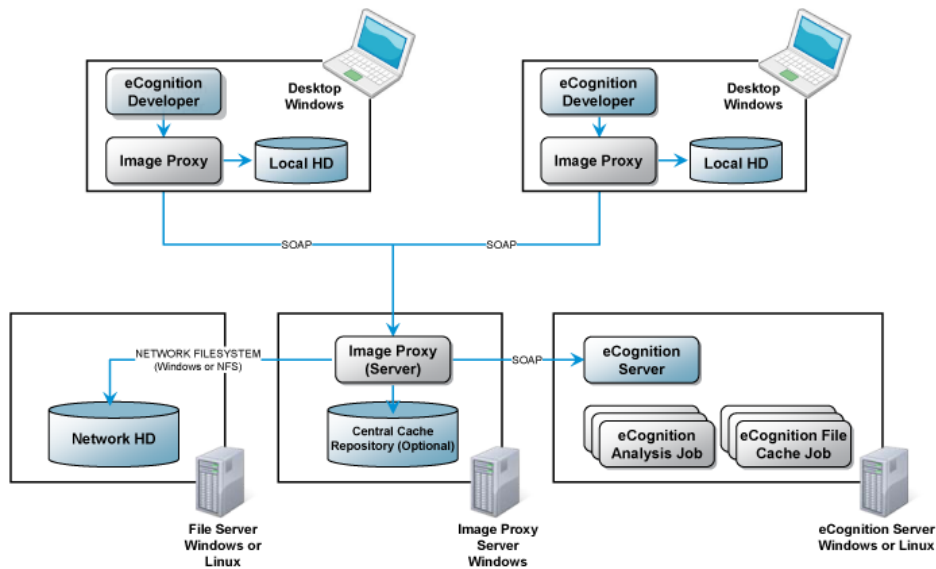 eCognition
Developer
Desktop
Windows
Image Proxy
Local HD
eCognition
Developer
Desktop
Windows
Image Proxy
Local HD
SOAP
SOAP
NETWORK FILESYSTEM
(Windows or NFS)
Network HD
File Server
Windows or
Linux
Image Proxy
(Server)
Central Cache
Repository (Optional)
Image Proxy
Server
Windows
SOAP
eCognition
Server
eCognition
Analysis Job
eCognition File
Cache Job
eCognition Server
Windows or Linux